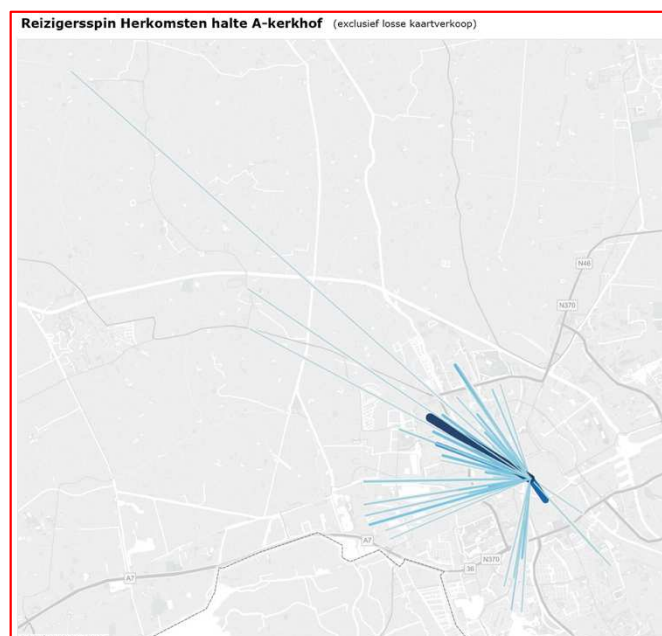 Reizigersspin Herkomsten halte A-kerkhof (exclusief losse kaartverkoop)
N46
N370
A7
N370
36
A7